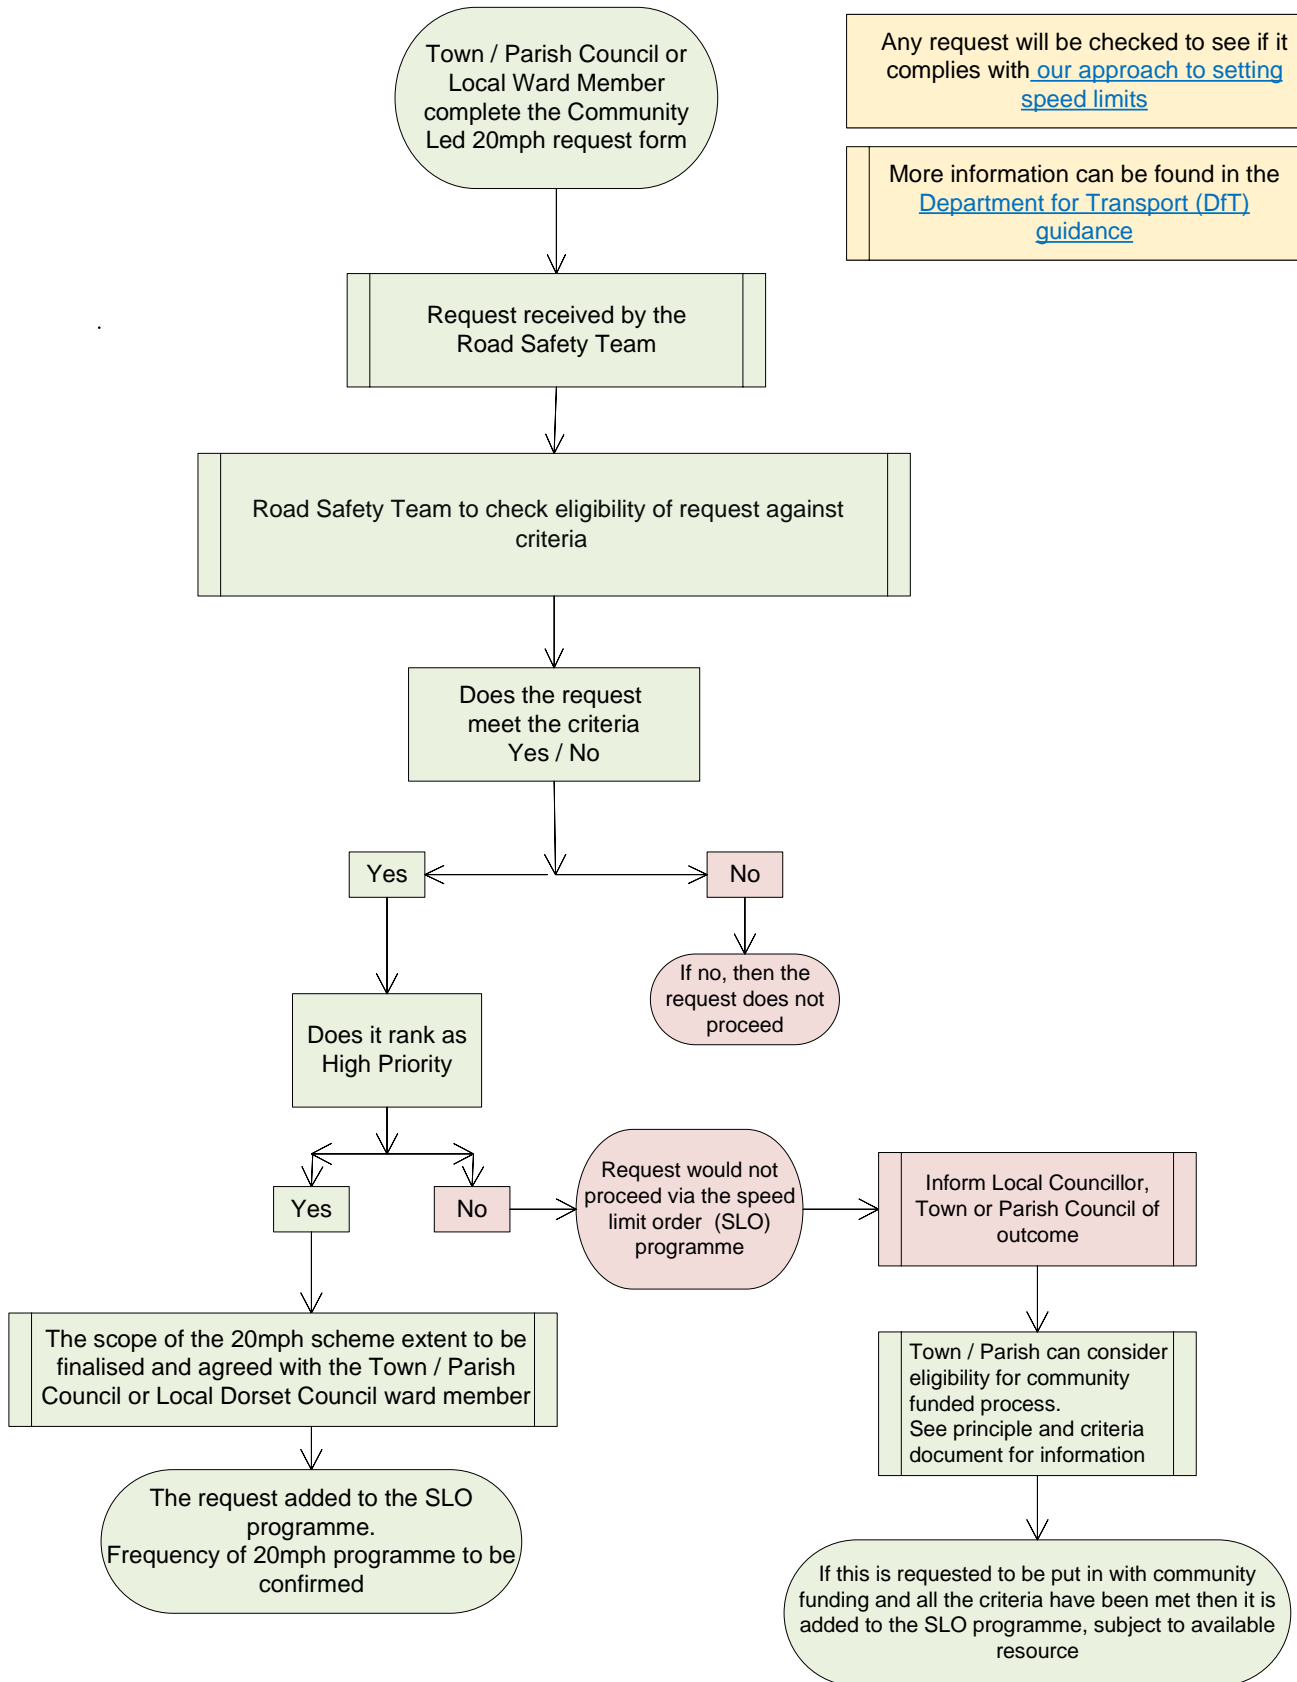 Town / Parish Council or
Local Ward Member
complete the Community
Led 20mph request form
Any request will be checked to see if it
complies with our approach to setting
speed limits
More information can be found in the
Department for Transport (DfT)
guidance
Request received by the
Road Safety Team
Road Safety Team to check eligibility of request against
criteria
Does the request
meet the criteria
Yes / No
Yes
No
If no, then the
request does not
proceed
Does it rank as
High Priority
Yes
No
Request would not
proceed via the speed
limit order (SLO)
programme
Inform Local Councillor,
Town or Parish Council of
outcome
The scope of the 20mph scheme extent to be
finalised and agreed with the Town / Parish
Council or Local Dorset Council ward member
Town / Parish can consider
eligibility for community
funded process.
See principle and criteria
document for information
The request added to the SLO
programme.
Frequency of 20mph programme to be
confirmed
If this is requested to be put in with community
funding and all the criteria have been met then it is
added to the SLO programme, subject to available
resource